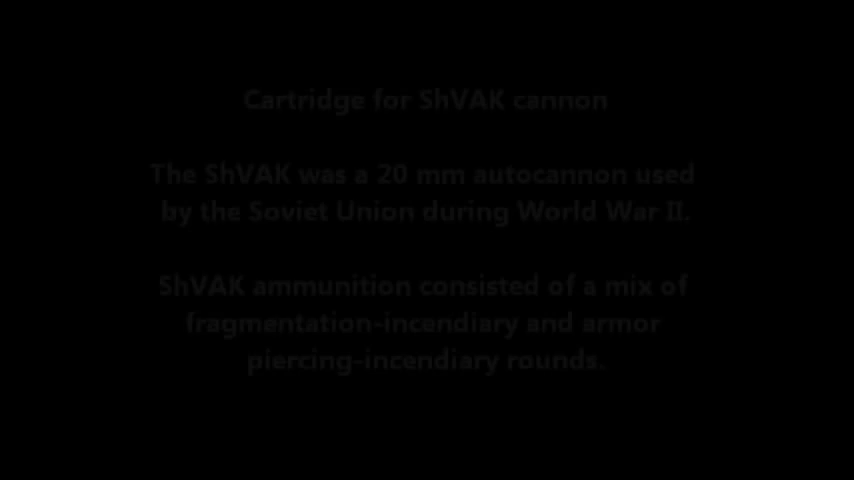 Cartridge for ShVAK cannon
The ShVAK was a 20 mm autocannon used
by the Soviet Union during World War II.
ShVAK ammunition consisted of a mix of
fragmentation-incendiary and armor
piercing-incendiary rounds.